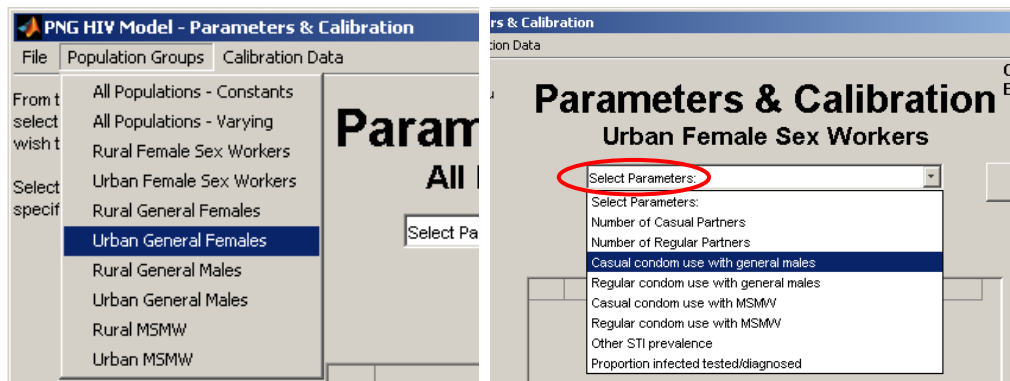 PNG HIV Model - Parameters & Calibration
File Population Groups Calibration Data
From t
select
wish t
Select
specif
All Populations - Constants
All Populations - Varying
Rural Female Sex Workers
Urban Female Sex Workers
Rural General Females
Urban General Females
Rural General Males
Urban General Males
Rural MSMW
Urban MSMW
Param
All
Select Pa
rs & Calibration
tion Data
Parameters & Calibration
Urban Female Sex Workers
Select Parameters:
Select Parameters:
Number of Casual Partners
Number of Regular Partners
Casual condom use with general males
Regular condom use with general males
Casual condom use with MSMW
Regular condom use with MSMW
Other STI prevalence
Proportion infected tested/diagnosed